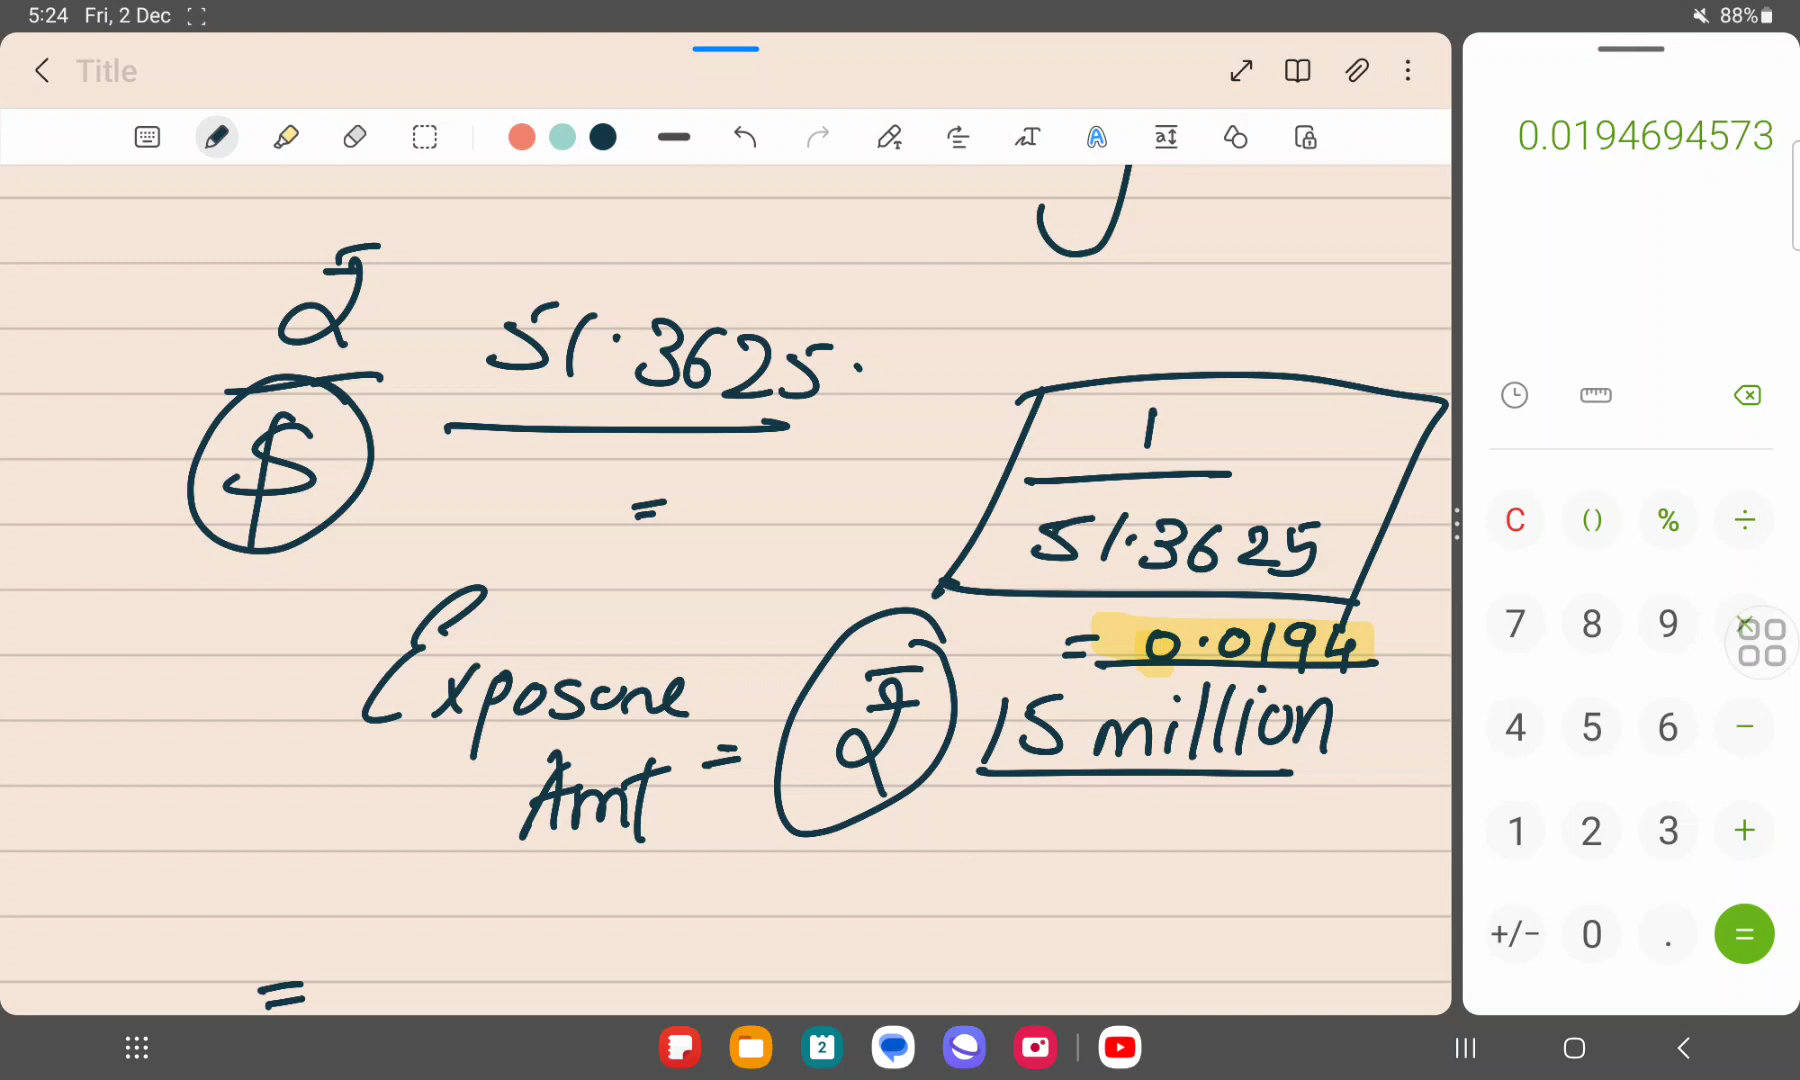 5:24 Fri, 2 Dec 88%
Title
0.0194694573
51.3625.
$
=
1
51.3625
= 0.0194
Exposure
Amt = 15 million
=
C () % ÷
7 8 9 ×
4 5 6 −
1 2 3 +
+/− 0 . =
2